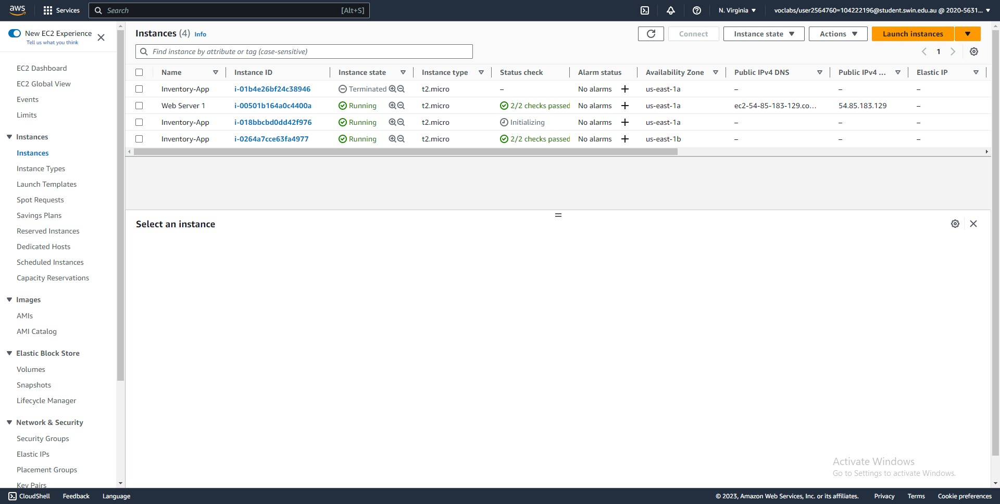 aws
Services
Search [Alt+S]
N. Virginia
voclabs/user2564760=104222196@student.swin.edu.au @ 2020-5631...
New EC2 Experience
Tell us what you think
EC2 Dashboard
EC2 Global View
Events
Limits
Instances
Instances
Instance Types
Launch Templates
Spot Requests
Savings Plans
Reserved Instances
Dedicated Hosts
Scheduled Instances
Capacity Reservations
Images
AMIs
AMI Catalog
Elastic Block Store
Volumes
Snapshots
Lifecycle Manager
Network & Security
Security Groups
Elastic IPs
Placement Groups
Key Pairs
Instances (4) Info
Connect
Instance state
Actions
Launch instances
Find instance by attribute or tag (case-sensitive)
1
Name Instance ID Instance state Instance type Status check Alarm status Availability Zone Public IPv4 DNS Public IPv4 ... Elastic IP
Inventory-App i-01b4e26bf24c38946 Terminated t2.micro – No alarms + us-east-1a – – –
Web Server 1 i-00501b164a0c4400a Running t2.micro 2/2 checks passed No alarms + us-east-1a ec2-54-85-183-129.co... 54.85.183.129 –
Inventory-App i-018bbcbd0dd42f976 Running t2.micro Initializing No alarms + us-east-1a – – –
Inventory-App i-0264a7cce63fa4977 Running t2.micro 2/2 checks passed No alarms + us-east-1b – – –
Select an instance
Activate Windows
Go to Settings to activate Windows.
CloudShell Feedback Language
© 2023, Amazon Web Services, Inc. or its affiliates. Privacy Terms Cookie preferences